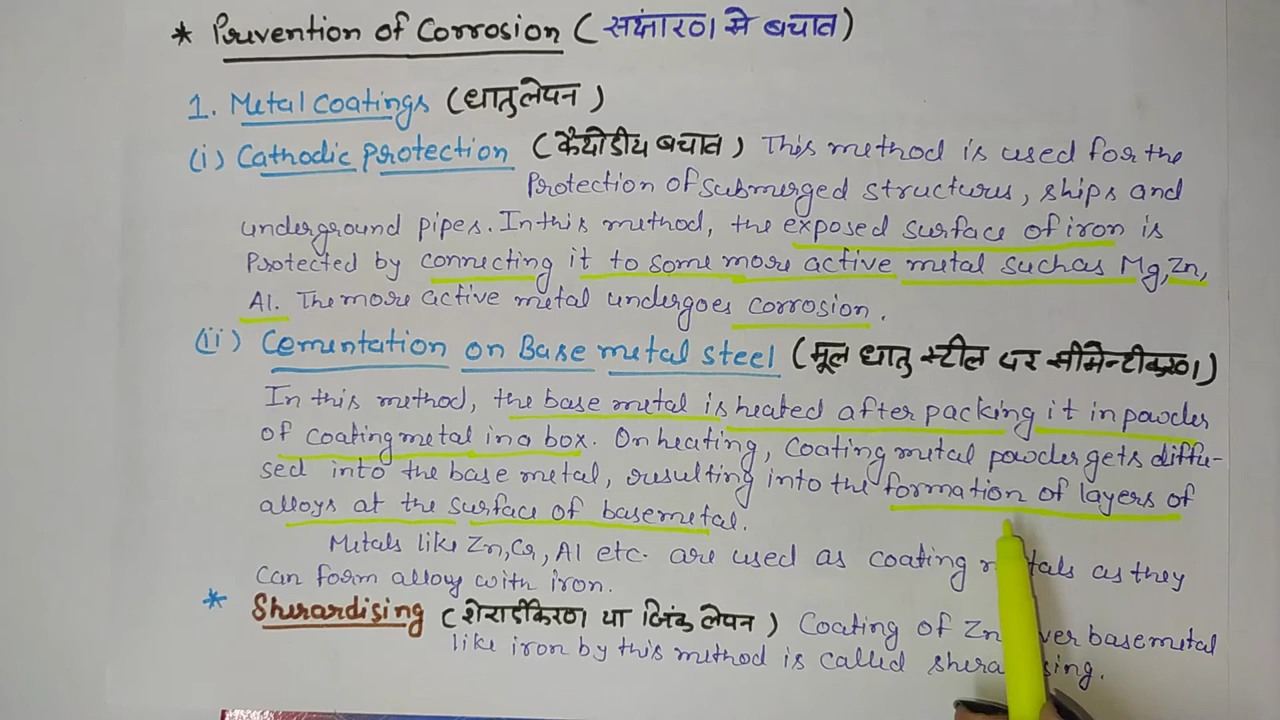 * Prevention of Corrosion (संक्षारण से बचाव)
1. Metal coatings (धातु लेपन)
(i) Cathodic protection (कैथोडीय बचाव) This method is used for the
Protection of submerged structures, ships and
underground pipes. In this method, the exposed surface of iron is
Protected by connecting it to some more active metal such as Mg, Zn,
Al. The more active metal undergoes corrosion.
(ii) Cementation on Base metal steel (मूल धातु स्टील पर सीमेन्टीकरण)
In this method, the base metal is heated after packing it in powder
of coating metal in a box. On heating, coating metal powder gets diffu-
sed into the base metal, resulting into the formation of layers of
alloys at the surface of basemetal.
Metals like Zn, Cr, Al etc. are used as coating as they
can form alloy with iron.
* Sherardising (शेरार्डीकरण या जिंक लेपन) Coating of Zn base metal
like iron by this method is called